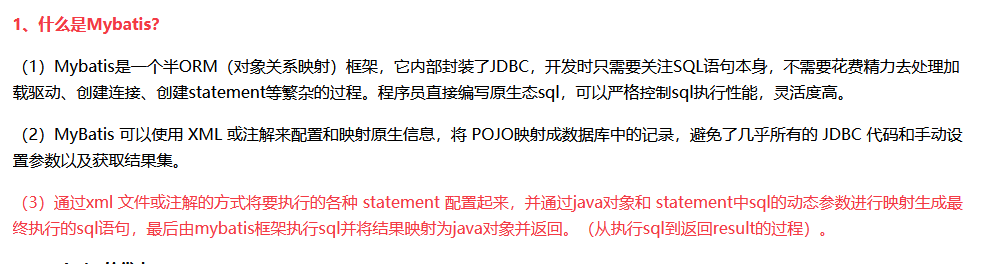 1、什么是Mybatis？
（1）Mybatis是一个半ORM（对象关系映射）框架，它内部封装了JDBC，开发时只需要关注SQL语句本身，不需要花费精力去处理加
载驱动、创建连接、创建statement等繁杂的过程。程序员直接编写原生态sql，可以严格控制sql执行性能，灵活度高。
（2）MyBatis 可以使用 XML 或注解来配置和映射原生信息，将 POJO映射成数据库中的记录，避免了几乎所有的 JDBC 代码和手动设
置参数以及获取结果集。
（3）通过xml 文件或注解的方式将要执行的各种 statement 配置起来，并通过java对象和 statement中sql的动态参数进行映射生成最
终执行的sql语句，最后由mybatis框架执行sql并将结果映射为java对象并返回。（从执行sql到返回result的过程）。